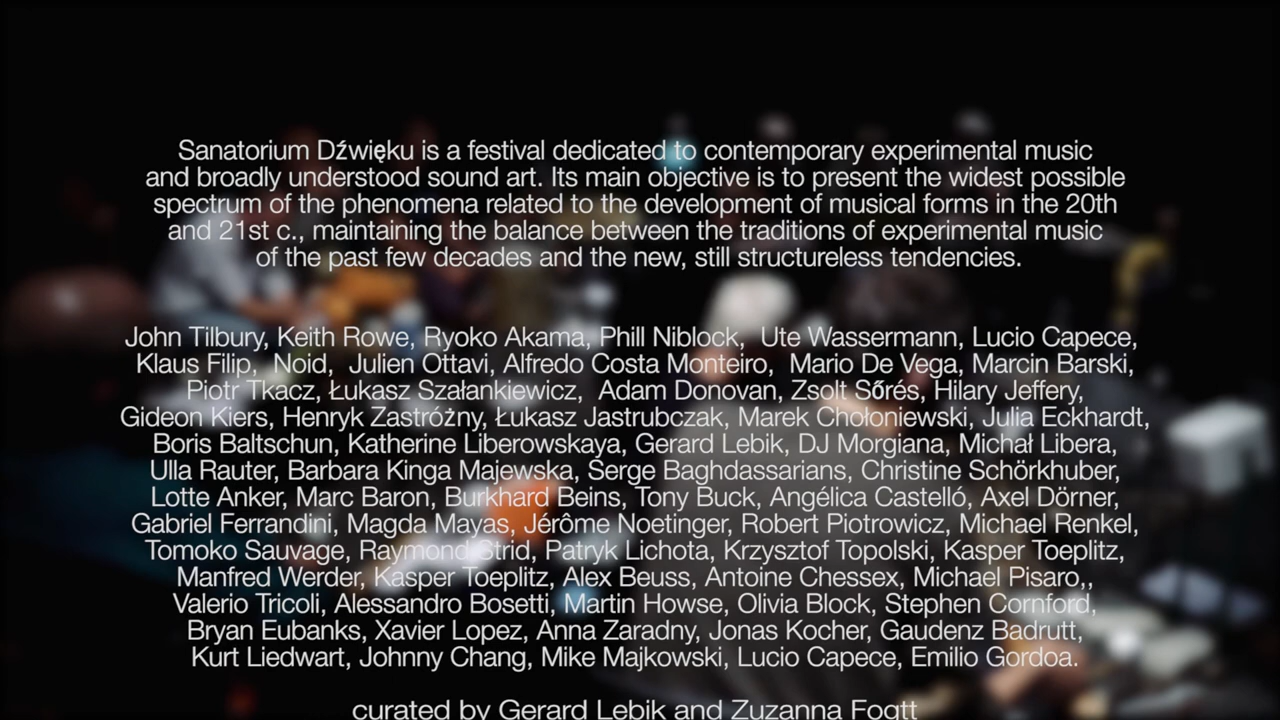 Sanatorium Dźwięku is a festival dedicated to contemporary experimental music
and broadly understood sound art. Its main objective is to present the widest possible
spectrum of the phenomena related to the development of musical forms in the 20th
and 21st c., maintaining the balance between the traditions of experimental music
of the past few decades and the new, still structureless tendencies.
John Tilbury, Keith Rowe, Ryoko Akama, Phill Niblock, Ute Wassermann, Lucio Capece,
Klaus Filip, Noid, Julien Ottavi, Alfredo Costa Monteiro, Mario De Vega, Marcin Barski,
Piotr Tkacz, Łukasz Szałankiewicz, Adam Donovan, Zsolt Sőrés, Hilary Jeffery,
Gideon Kiers, Henryk Zastróżny, Łukasz Jastrubczak, Marek Chołoniewski, Julia Eckhardt,
Boris Baltschun, Katherine Liberowskaya, Gerard Lebik, DJ Morgiana, Michał Libera,
Ulla Rauter, Barbara Kinga Majewska, Serge Baghdassarians, Christine Schörkhuber,
Lotte Anker, Marc Baron, Burkhard Beins, Tony Buck, Angélica Castelló, Axel Dörner,
Gabriel Ferrandini, Magda Mayas, Jérôme Noetinger, Robert Piotrowicz, Michael Renkel,
Tomoko Sauvage, Raymond Strid, Patryk Lichota, Krzysztof Topolski, Kasper Toeplitz,
Manfred Werder, Kasper Toeplitz, Alex Beuss, Antoine Chessex, Michael Pisaro,,
Valerio Tricoli, Alessandro Bosetti, Martin Howse, Olivia Block, Stephen Cornford,
Bryan Eubanks, Xavier Lopez, Anna Zaradny, Jonas Kocher, Gaudenz Badrutt,
Kurt Liedwart, Johnny Chang, Mike Majkowski, Lucio Capece, Emilio Gordoa.
curated by Gerard Lebik and Zuzanna Fogtt